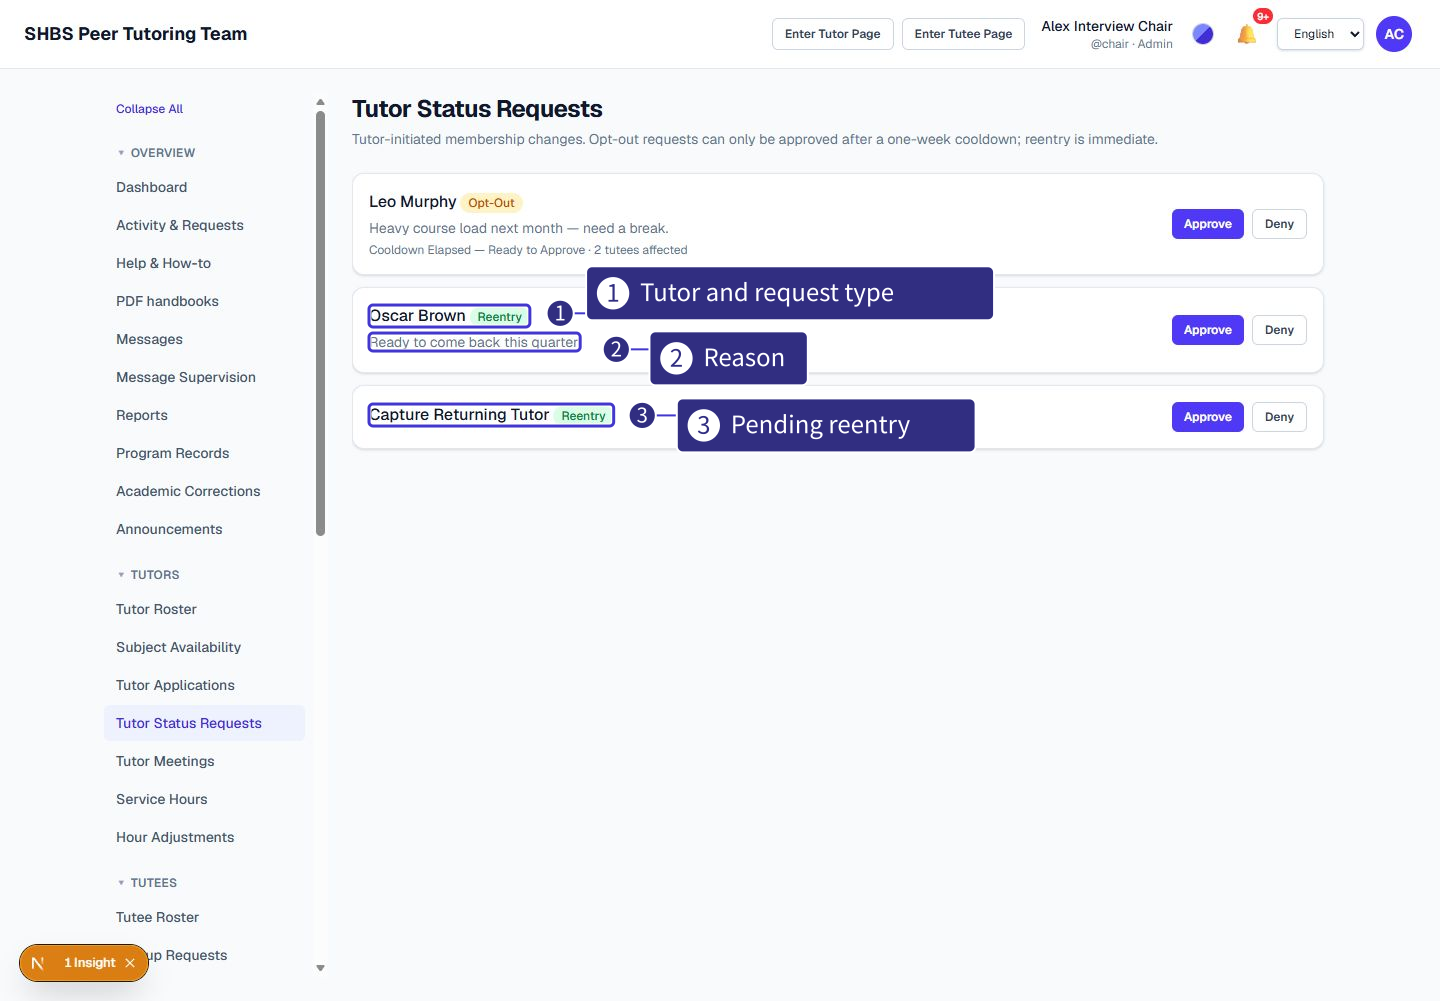 SHBS Peer Tutoring Team
Enter Tutor Page
Enter Tutee Page
Alex Interview Chair
@chair · Admin
9+
English
AC
Collapse All
OVERVIEW
Dashboard
Activity & Requests
Help & How-to
PDF handbooks
Messages
Message Supervision
Reports
Program Records
Academic Corrections
Announcements
TUTORS
Tutor Roster
Subject Availability
Tutor Applications
Tutor Status Requests
Tutor Meetings
Service Hours
Hour Adjustments
TUTEES
Tutee Roster
up Requests
N 1 Insight
Tutor Status Requests
Tutor-initiated membership changes. Opt-out requests can only be approved after a one-week cooldown; reentry is immediate.
Leo Murphy Opt-Out
Heavy course load next month — need a break.
Cooldown Elapsed — Ready to Approve · 2 tutees affected
Approve Deny
Oscar Brown Reentry
1 1 Tutor and request type
Ready to come back this quarter
2 2 Reason
Approve Deny
Capture Returning Tutor Reentry
3 3 Pending reentry
Approve Deny